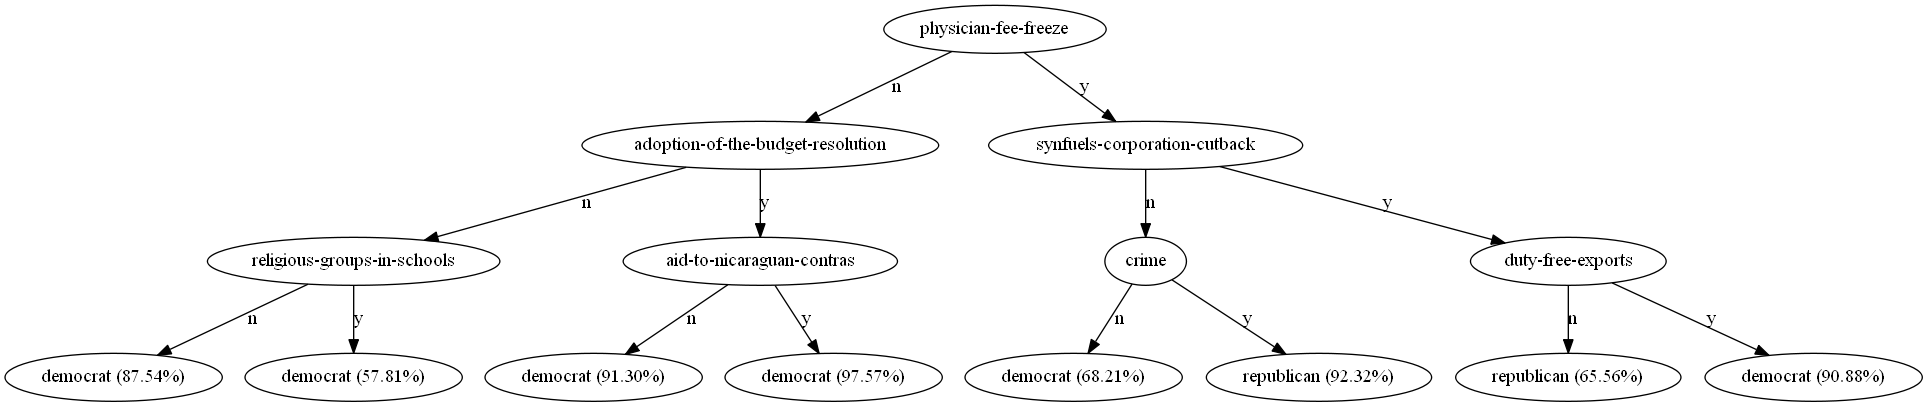 physician-fee-freeze
n
y
adoption-of-the-budget-resolution
synfuels-corporation-cutback
n
y
n
y
religious-groups-in-schools
aid-to-nicaraguan-contras
crime
duty-free-exports
n
y
n
y
n
y
n
y
democrat (87.54%)
democrat (57.81%)
democrat (91.30%)
democrat (97.57%)
democrat (68.21%)
republican (92.32%)
republican (65.56%)
democrat (90.88%)